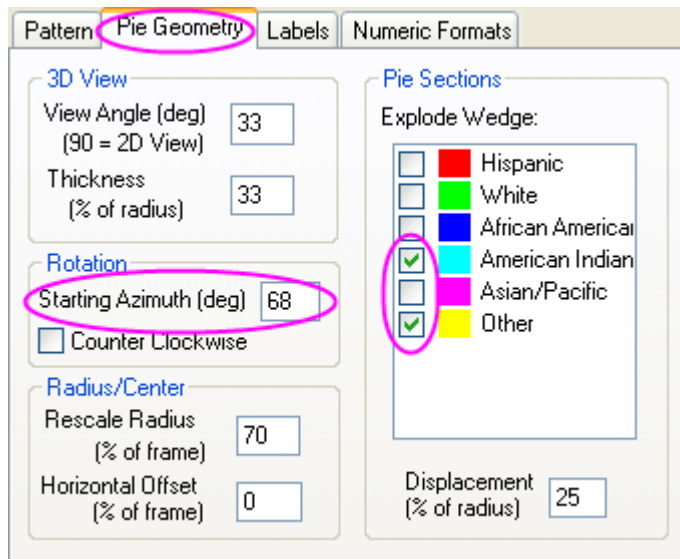 Pattern
Pie Geometry
Labels
Numeric Formats
3D View
View Angle (deg)
(90 = 2D View)
33
Thickness
(% of radius)
33
Rotation
Starting Azimuth (deg)
68
Counter Clockwise
Radius/Center
Rescale Radius
(% of frame)
70
Horizontal Offset
(% of frame)
0
Pie Sections
Explode Wedge:
Hispanic
White
African American
American Indian
Asian/Pacific
Other
Displacement
(% of radius)
25